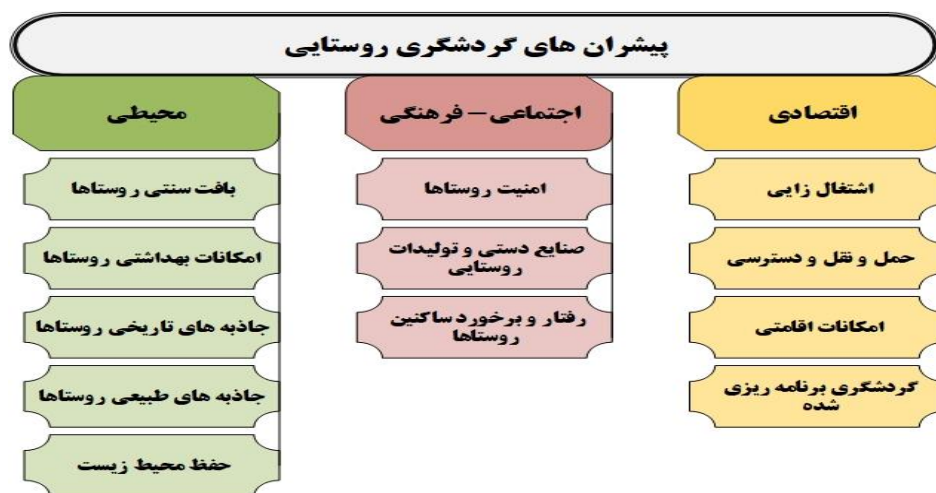 پیشران های گردشگری روستایی
اقتصادی
اشتغال زایی
حمل و نقل و دسترسی
امکانات اقامتی
گردشگری برنامه ریزی
شده
اجتماعی – فرهنگی
امنیت روستاها
صنایع دستی و تولیدات
روستایی
رفتار و برخورد ساکنین
روستاها
محیطی
بافت سنتی روستاها
امکانات بهداشتی روستاها
جاذبه های تاریخی روستاها
جاذبه های طبیعی روستاها
حفظ محیط زیست